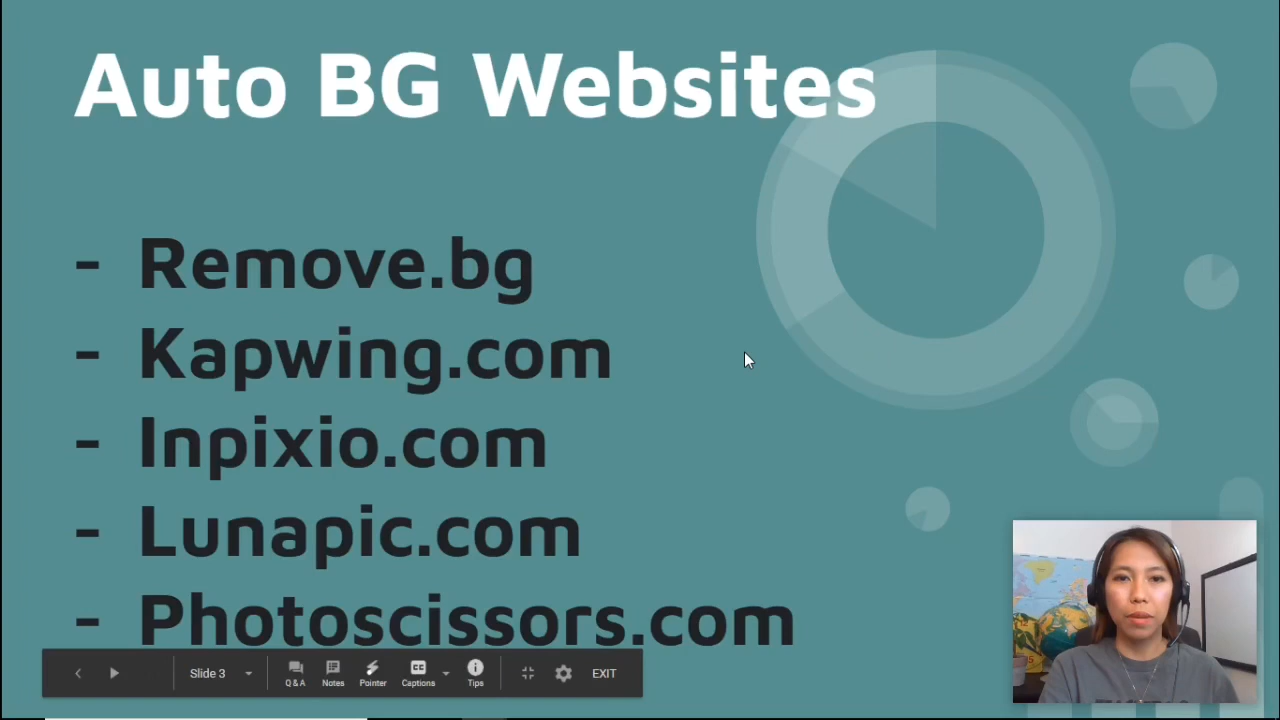 Auto BG Websites
- Remove.bg
- Kapwing.com
- Inpixio.com
- Lunapic.com
- Photoscissors.com
Slide 3
Q & A
Notes
Pointer
CC
Captions
Tips
EXIT